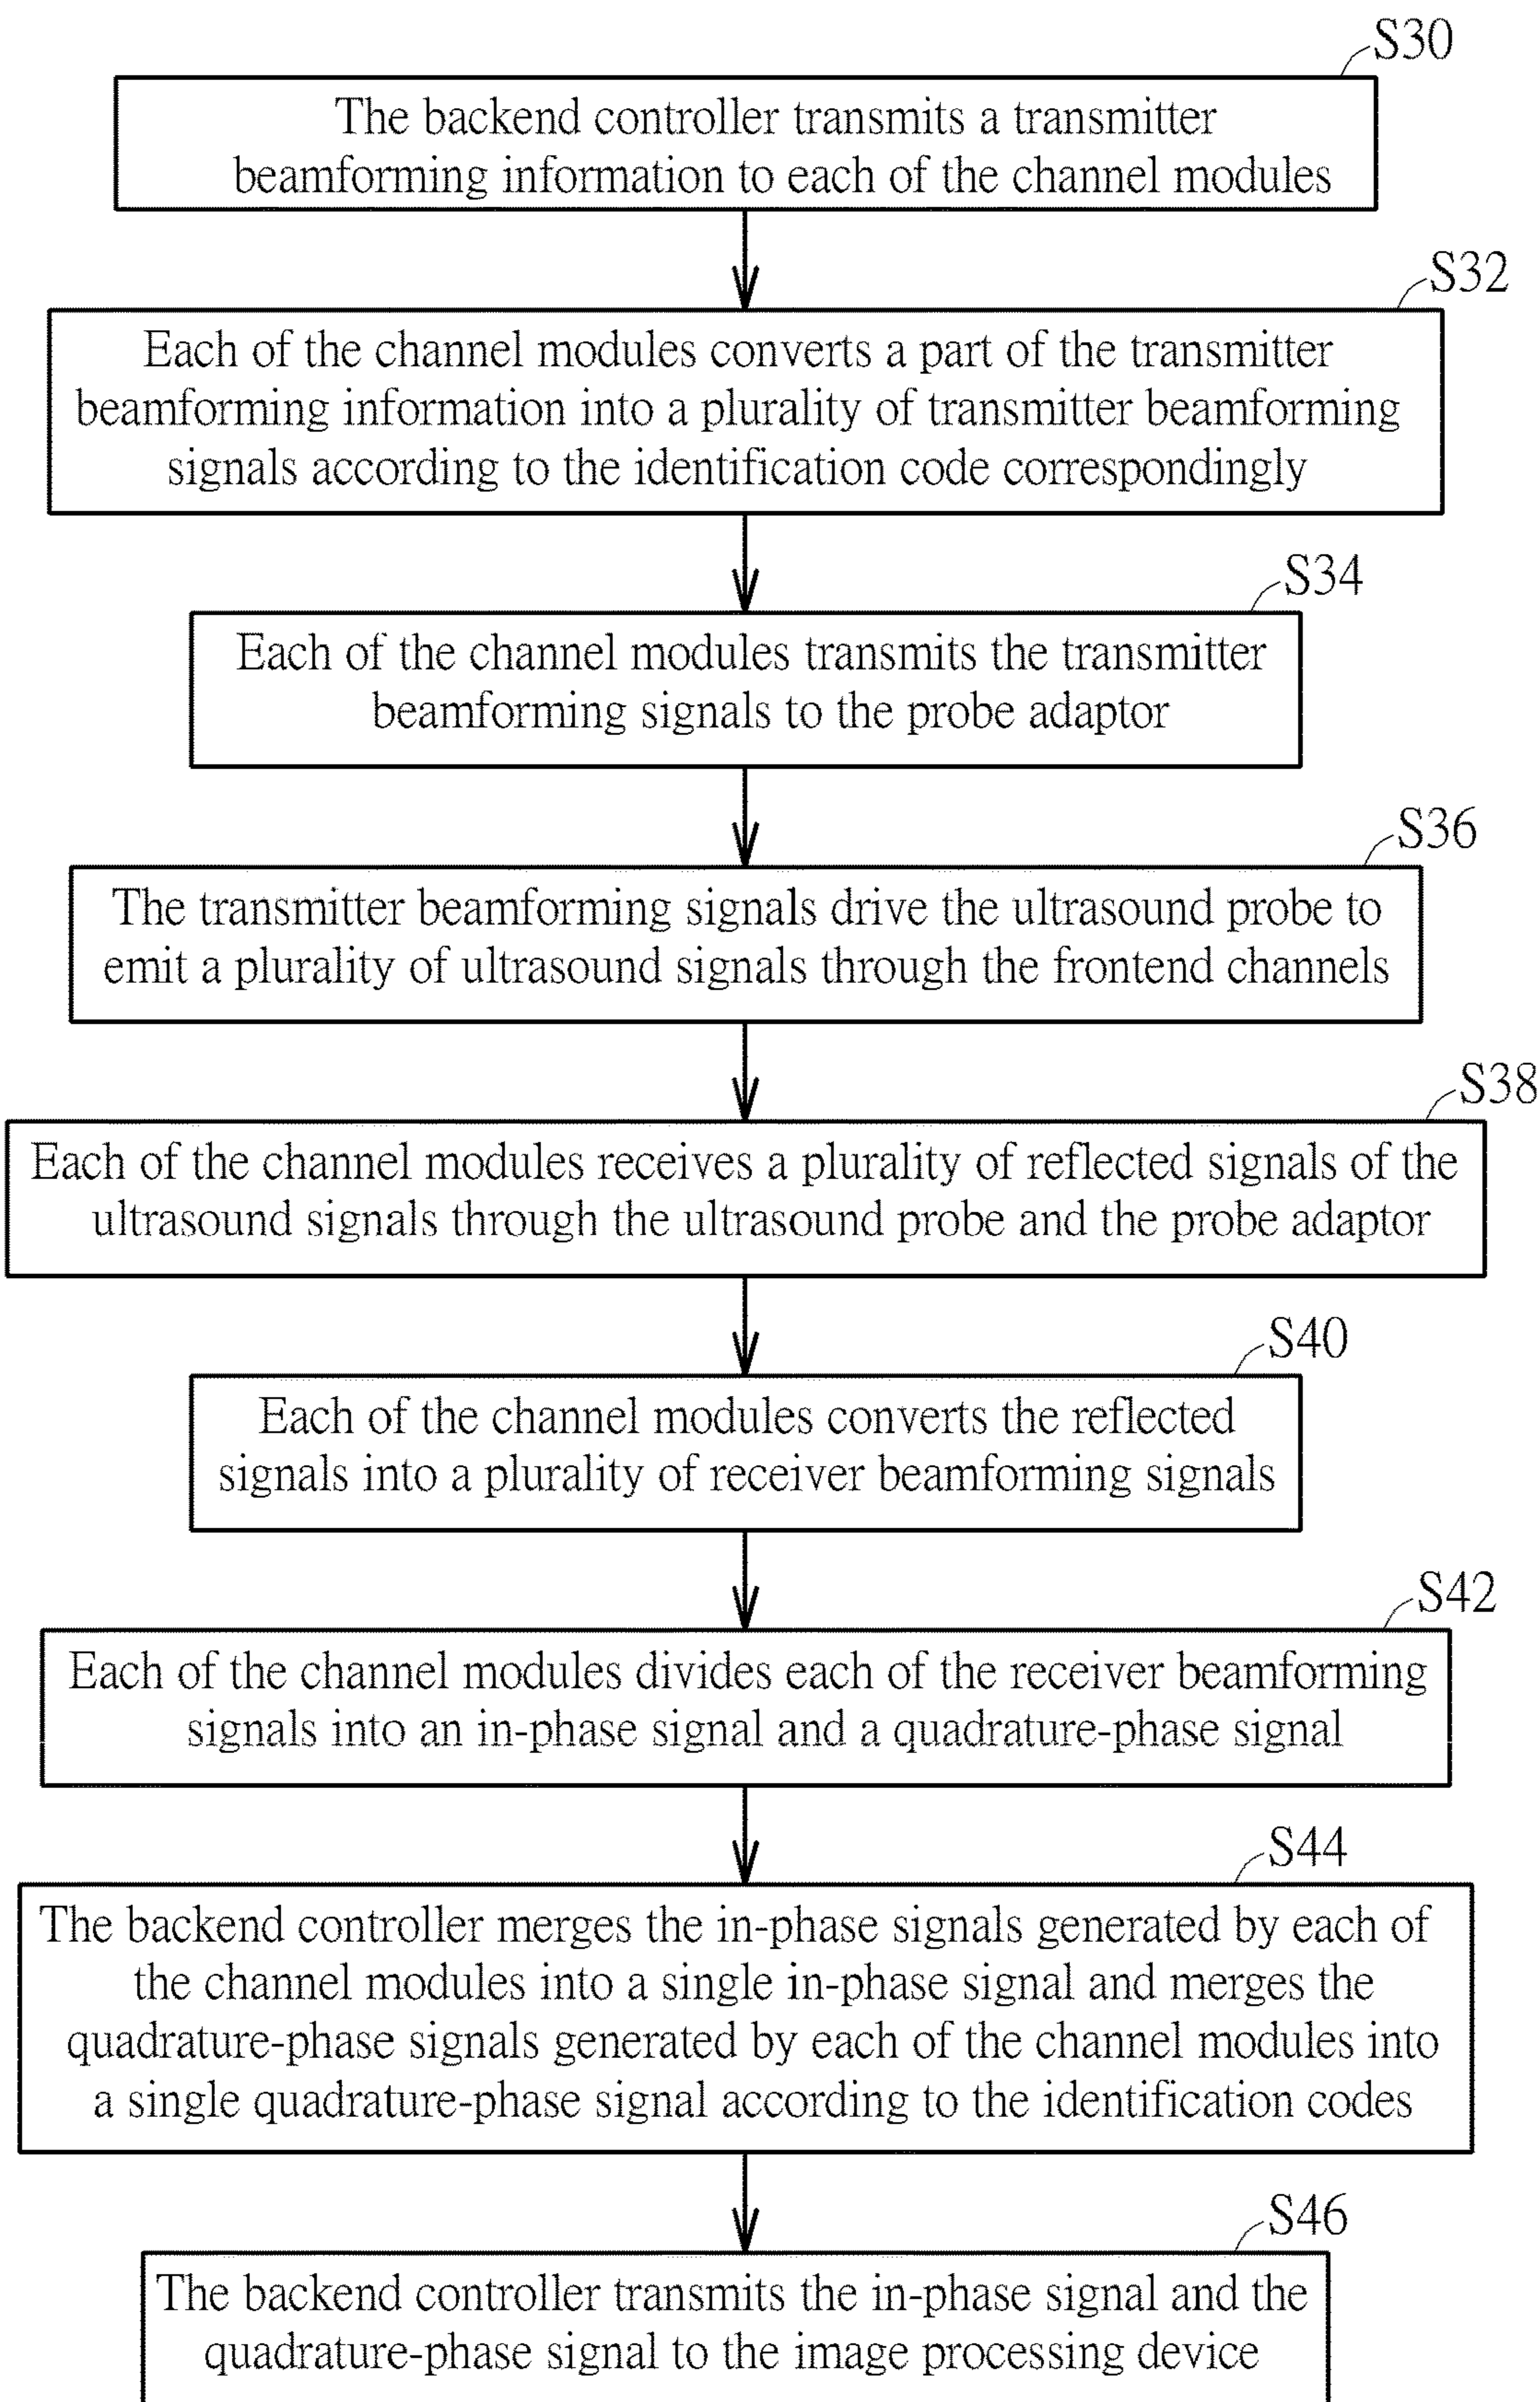 S30
The backend controller transmits a transmitter
beamforming information to each of the channel modules
S32
Each of the channel modules converts a part of the transmitter
beamforming information into a plurality of transmitter beamforming
signals according to the identification code correspondingly
S34
Each of the channel modules transmits the transmitter
beamforming signals to the probe adaptor
S36
The transmitter beamforming signals drive the ultrasound probe to
emit a plurality of ultrasound signals through the frontend channels
S38
Each of the channel modules receives a plurality of reflected signals of the
ultrasound signals through the ultrasound probe and the probe adaptor
S40
Each of the channel modules converts the reflected
signals into a plurality of receiver beamforming signals
S42
Each of the channel modules divides each of the receiver beamforming
signals into an in-phase signal and a quadrature-phase signal
S44
The backend controller merges the in-phase signals generated by each of
the channel modules into a single in-phase signal and merges the
quadrature-phase signals generated by each of the channel modules into
a single quadrature-phase signal according to the identification codes
S46
The backend controller transmits the in-phase signal and the
quadrature-phase signal to the image processing device